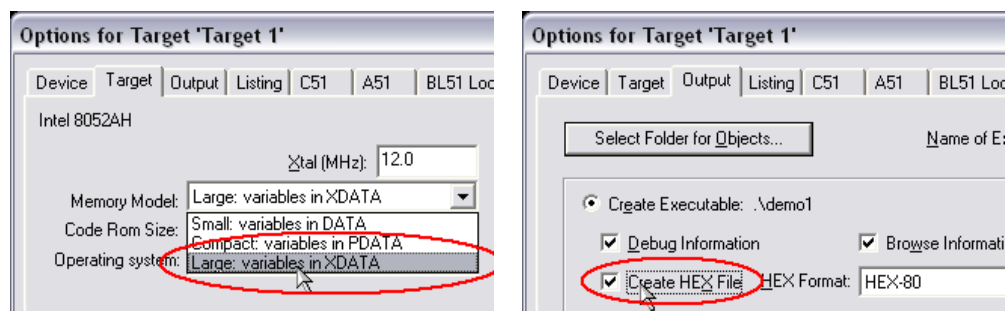 Options for Target 'Target 1'
Device Target Output Listing C51 A51 BL51 Loc
Intel 8052AH
Xtal (MHz): 12.0
Memory Model: Large: variables in XDATA
Code Rom Size: Small: variables in DATA
Compact: variables in PDATA
Operating system: Large: variables in XDATA
Options for Target 'Target 1'
Device Target Output Listing C51 A51 BL51 Loc
Select Folder for Objects... Name of E
Create Executable: .\demo1
Debug Information Browse Informati
Create HEX File HEX Format: HEX-80